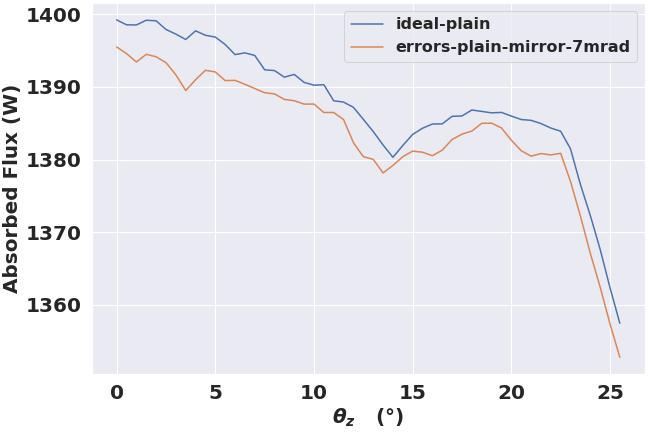 1400
1390
1380
1370
1360
Absorbed Flux (W)
ideal-plain
errors-plain-mirror-7mrad
0 5 10 15 20 25
θz (°)